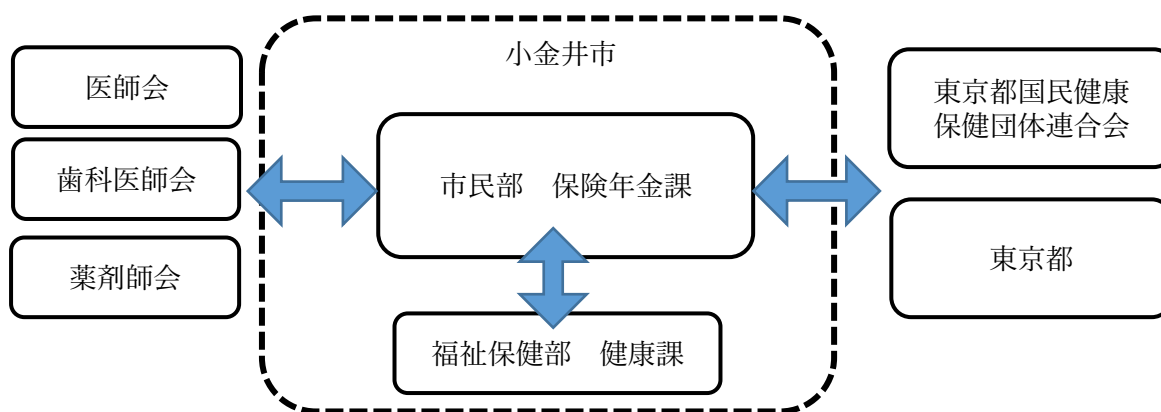 小金井市
医師会
歯科医師会
薬剤師会
市民部　保険年金課
福祉保健部　健康課
東京都国民健康
保健団体連合会
東京都